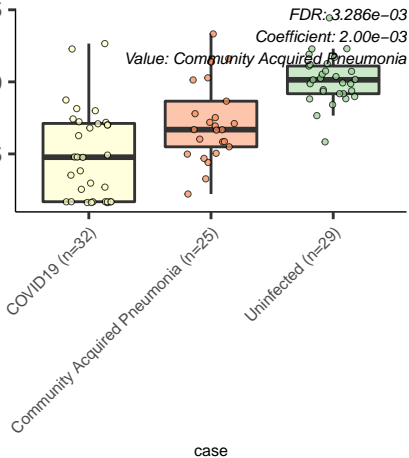 FDR: 3.286e−03
Coefficient: 2.00e−03
Value: Community Acquired Pneumonia
COVID19 (n=32)
Community Acquired Pneumonia (n=25)
Uninfected (n=29)
case